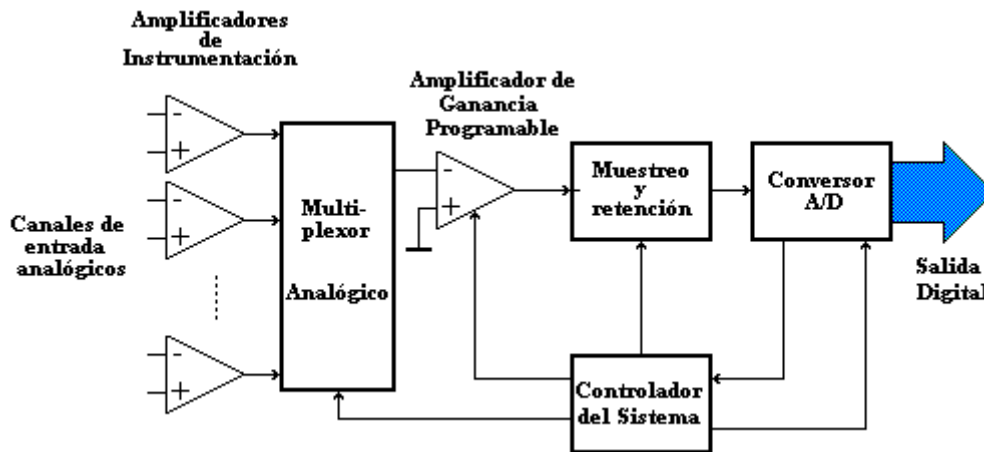 Amplificadores
de
Instrumentación
Amplificador de
Ganancia
Programable
-
+
-
+
-
+
-
+
Canales de
entrada
analógicos
Multi-
plexor
Analógico
Muestreo
y
retención
Conversor
A/D
Salida
Digital
Controlador
del Sistema